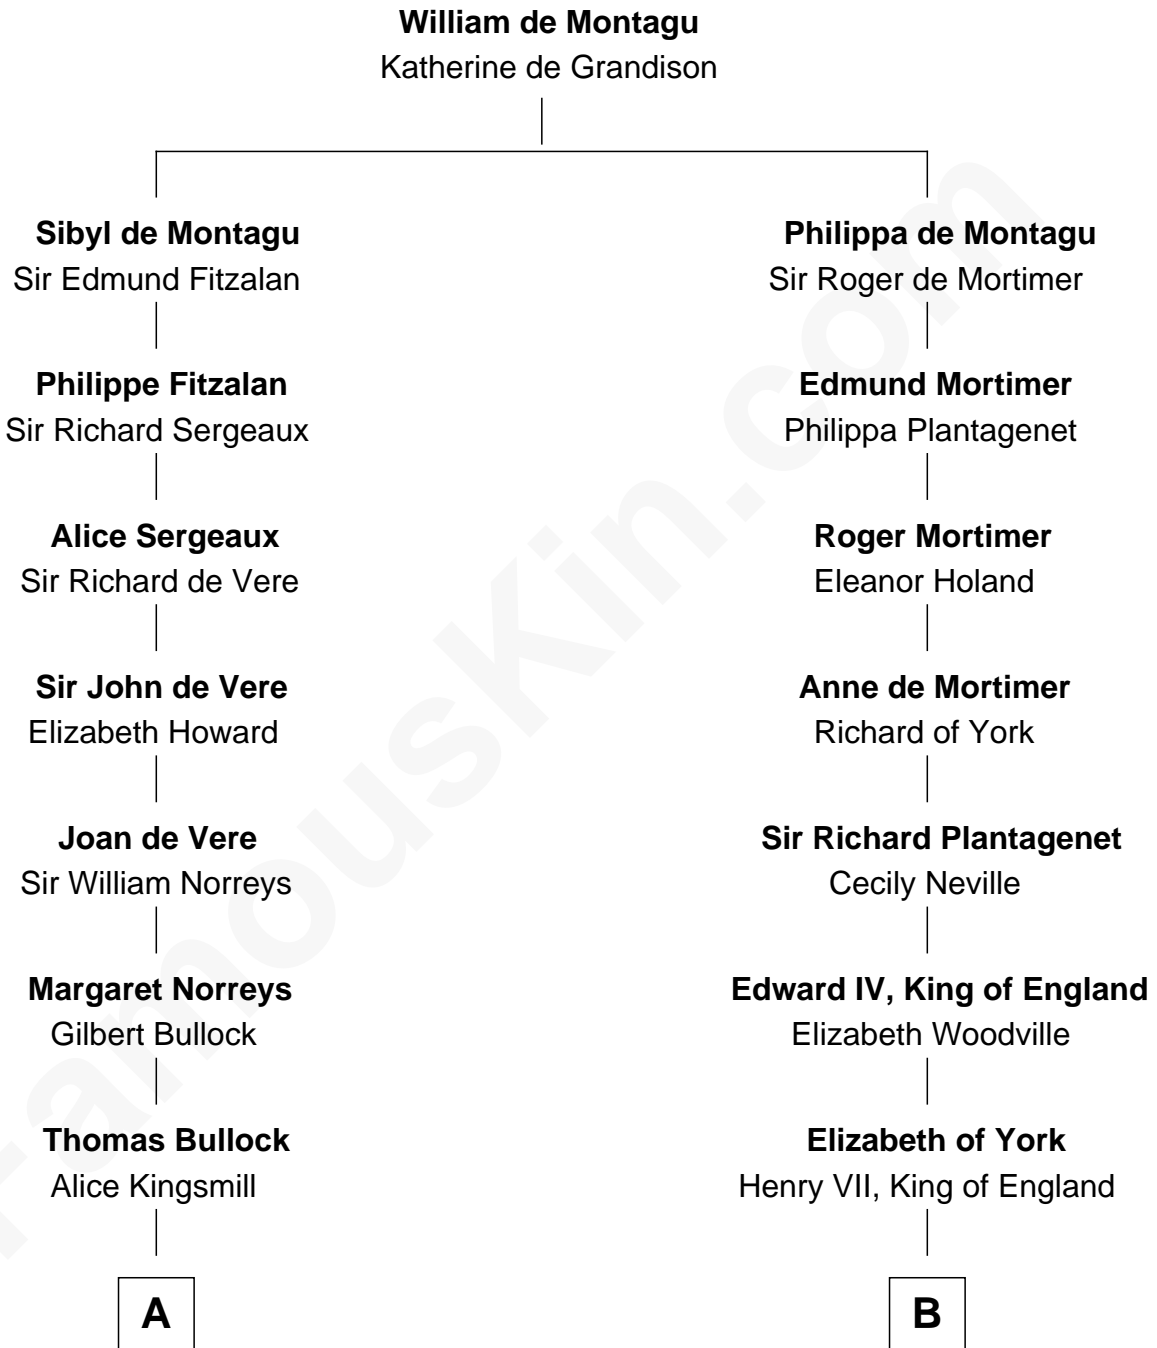 William de Montagu
Katherine de Grandison
Sibyl de Montagu
Sir Edmund Fitzalan
Philippa de Montagu
Sir Roger de Mortimer
Philippe Fitzalan
Sir Richard Sergeaux
Edmund Mortimer
Philippa Plantagenet
Alice Sergeaux
Sir Richard de Vere
Roger Mortimer
Eleanor Holand
Sir John de Vere
Elizabeth Howard
Anne de Mortimer
Richard of York
Joan de Vere
Sir William Norreys
Sir Richard Plantagenet
Cecily Neville
Margaret Norreys
Gilbert Bullock
Edward IV, King of England
Elizabeth Woodville
Thomas Bullock
Alice Kingsmill
Elizabeth of York
Henry VII, King of England
A
B
FamousKin.com